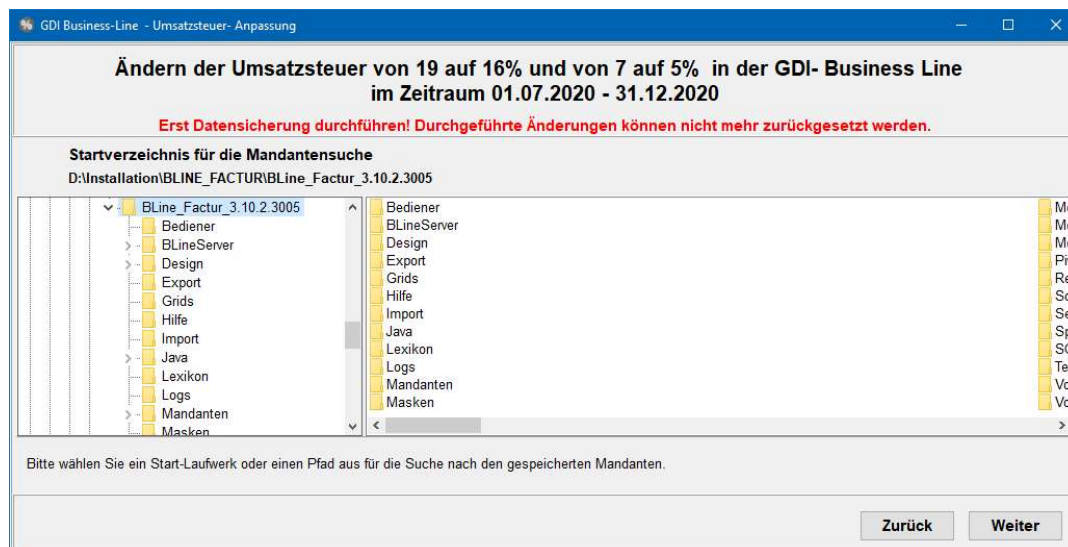 GDI Business-Line - Umsatzsteuer- Anpassung
Ändern der Umsatzsteuer von 19 auf 16% und von 7 auf 5% in der GDI- Business Line
im Zeitraum 01.07.2020 - 31.12.2020
Erst Datensicherung durchführen! Durchgeführte Änderungen können nicht mehr zurückgesetzt werden.
Startverzeichnis für die Mandantensuche
D:\Installation\BLINE_FACTUR\BLine_Factur_3.10.2.3005
BLine_Factur_3.10.2.3005
Bediener
BLineServer
Design
Export
Grids
Hilfe
Import
Java
Lexikon
Logs
Mandanten
Masken
Bediener
BLineServer
Design
Export
Grids
Hilfe
Import
Java
Lexikon
Logs
Mandanten
Masken
Bitte wählen Sie ein Start-Laufwerk oder einen Pfad aus für die Suche nach den gespeicherten Mandanten.
Zurück
Weiter